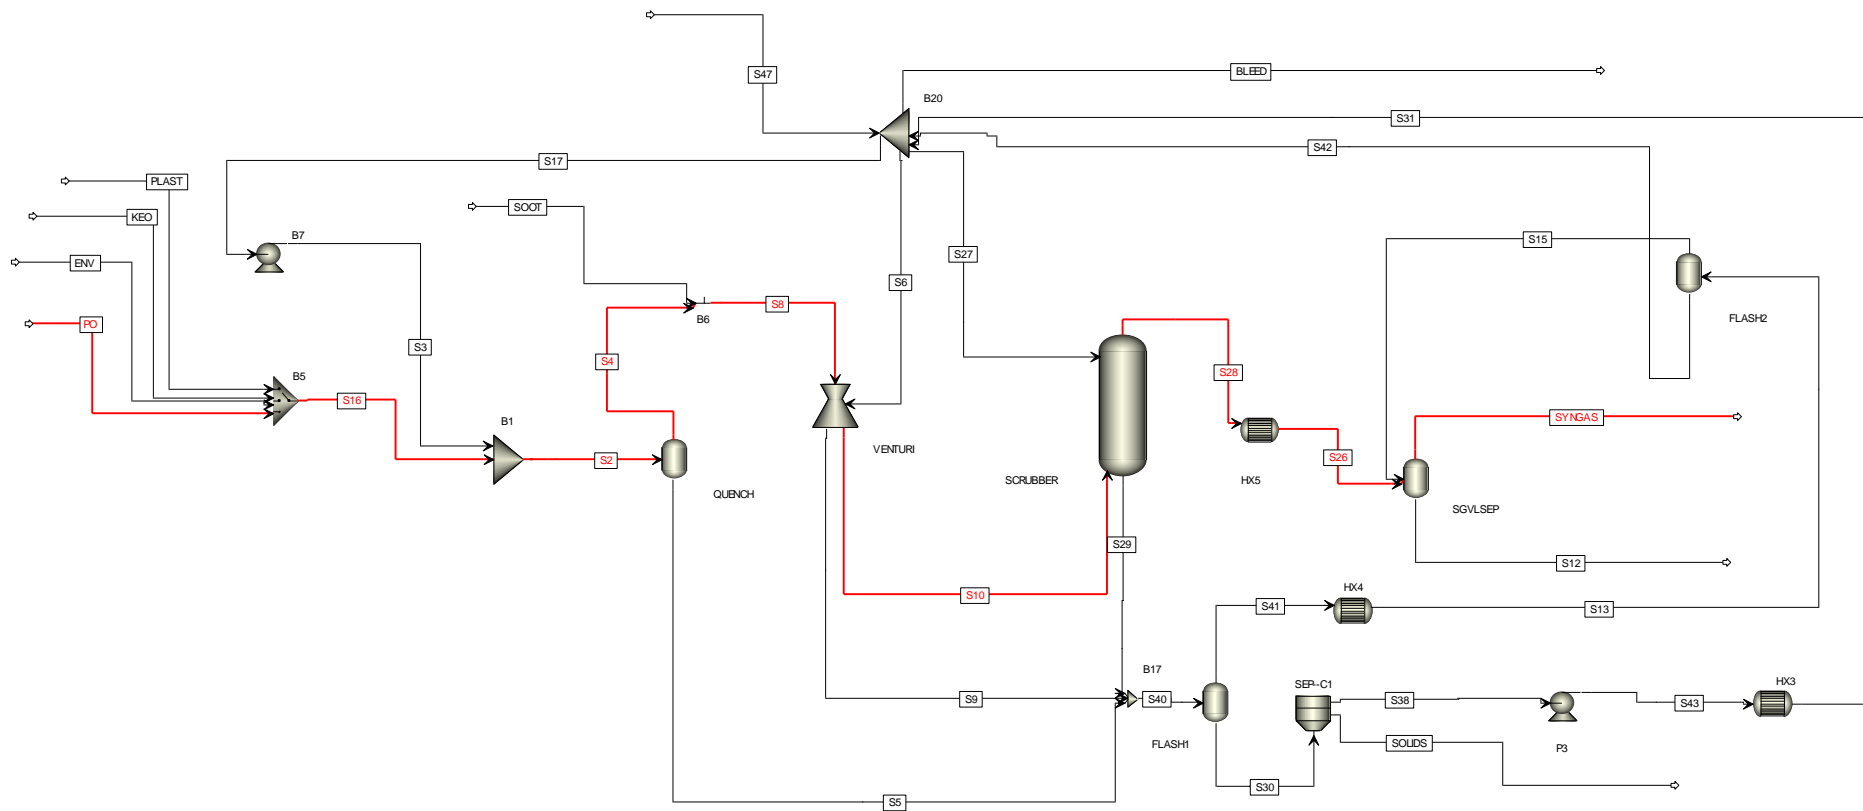 S47
BLEED
B20
S31
S42
S17
PLAST
SOOT
KEO
B7
S15
S27
ENV
S6
S8
FLASH2
B6
PO
S3
S4
S28
B5
S16
SYNGAS
B1
VENTURI
S2
S26
SCRUBBER
HX5
QUENCH
SGVLSEP
S29
S12
HX4
S10
S41
S13
B17
SEP--C1
HX3
S9
S40
S38
S43
FLASH1
SOLIDS
P3
S30
S5